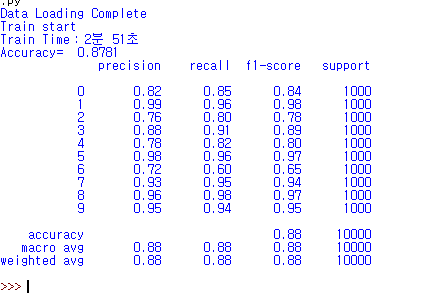 .py
Data Loading Complete
Train start
Train Time : 2분 51초
Accuracy=  0.8781
precision recall f1-score support
0 0.82 0.85 0.84 1000
1 0.99 0.96 0.98 1000
2 0.76 0.80 0.78 1000
3 0.88 0.91 0.89 1000
4 0.78 0.82 0.80 1000
5 0.98 0.96 0.97 1000
6 0.72 0.60 0.65 1000
7 0.93 0.95 0.94 1000
8 0.96 0.98 0.97 1000
9 0.95 0.94 0.95 1000
accuracy 0.88 10000
macro avg 0.88 0.88 0.88 10000
weighted avg 0.88 0.88 0.88 10000
>>>